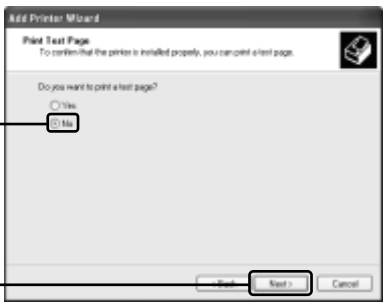 Add Printer Wizard
Print Test Page
To confirm that the printer is installed properly, you can print a test page.
Do you want to print a test page?
Yes
No
< Back
Next >
Cancel